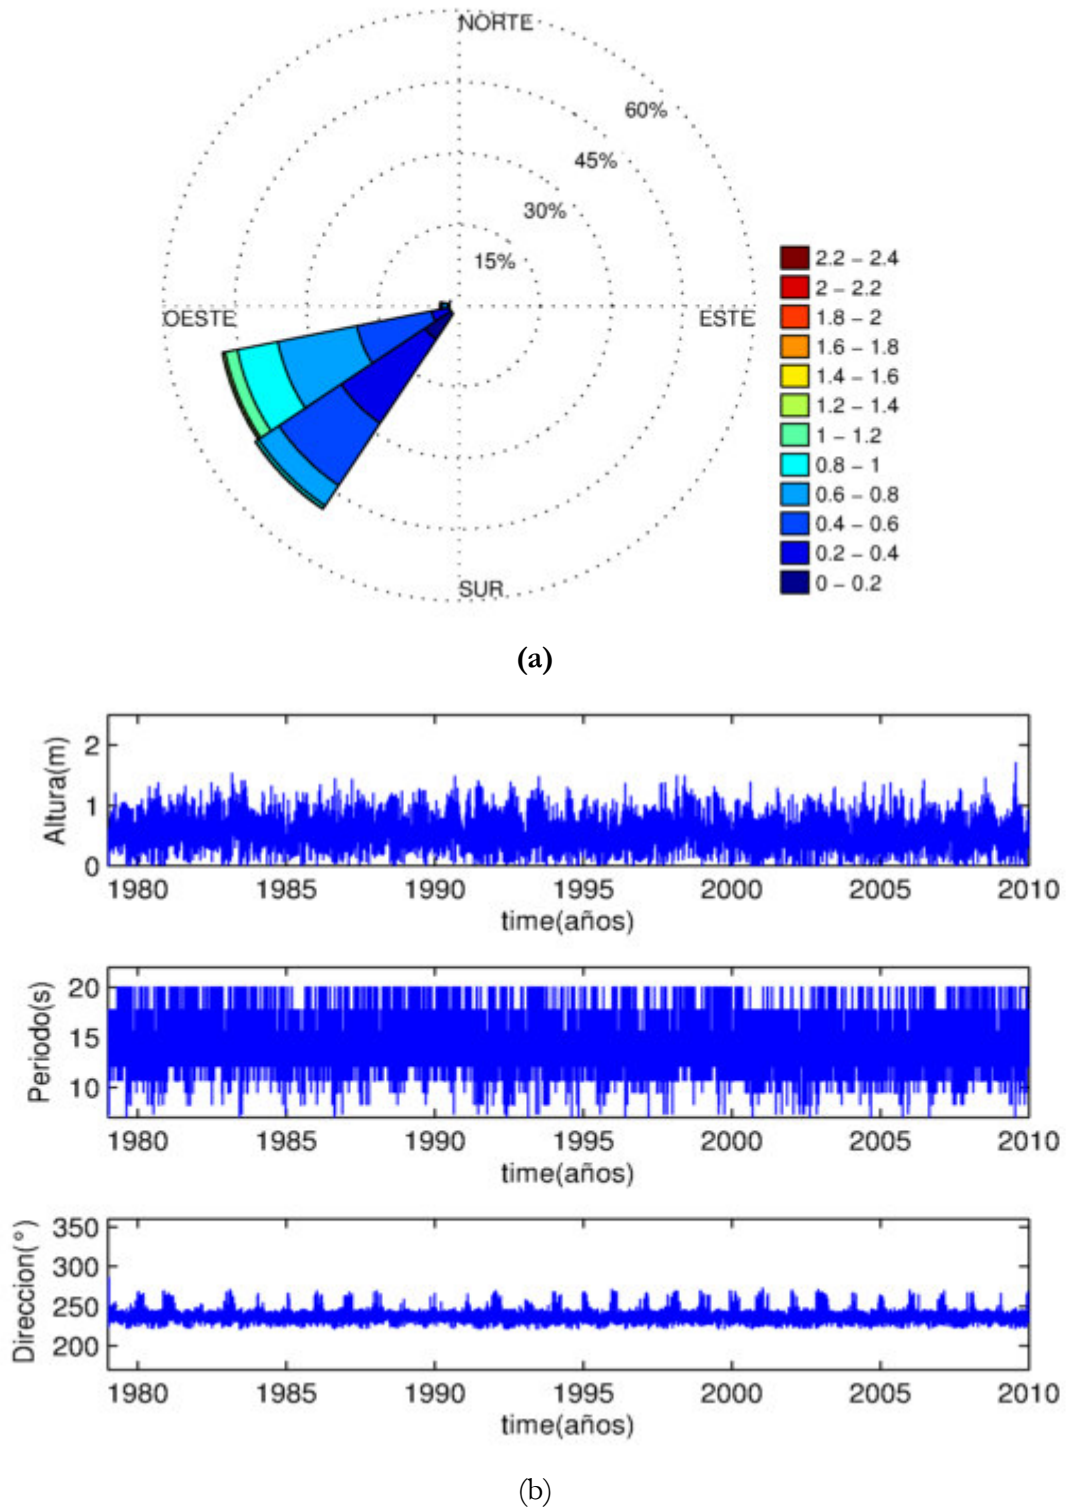 NORTE
60%
45%
30%
15%
OESTE
ESTE
SUR
2.2 – 2.4
2 – 2.2
1.8 – 2
1.6 – 1.8
1.4 – 1.6
1.2 – 1.4
1 – 1.2
0.8 – 1
0.6 – 0.8
0.4 – 0.6
0.2 – 0.4
0 – 0.2
(a)
Altura(m)
2
1
0
1980 1985 1990 1995 2000 2005 2010
time(años)
Periodo(s)
20
15
10
1980 1985 1990 1995 2000 2005 2010
time(años)
Direccion(°)
350
300
250
200
1980 1985 1990 1995 2000 2005 2010
time(años)
(b)